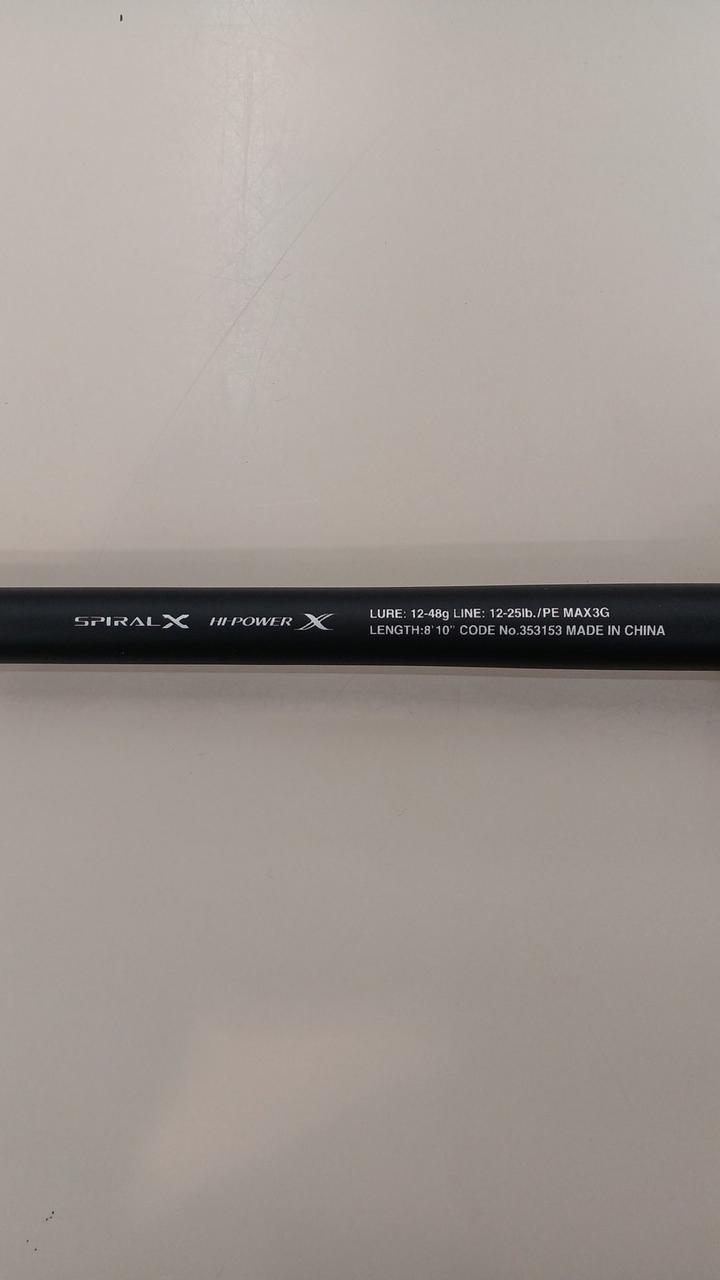 SPIRAL X HI-POWER X
LURE: 12-48g LINE: 12-25lb./PE MAX3G
LENGTH:8'10" CODE No.353153 MADE IN CHINA